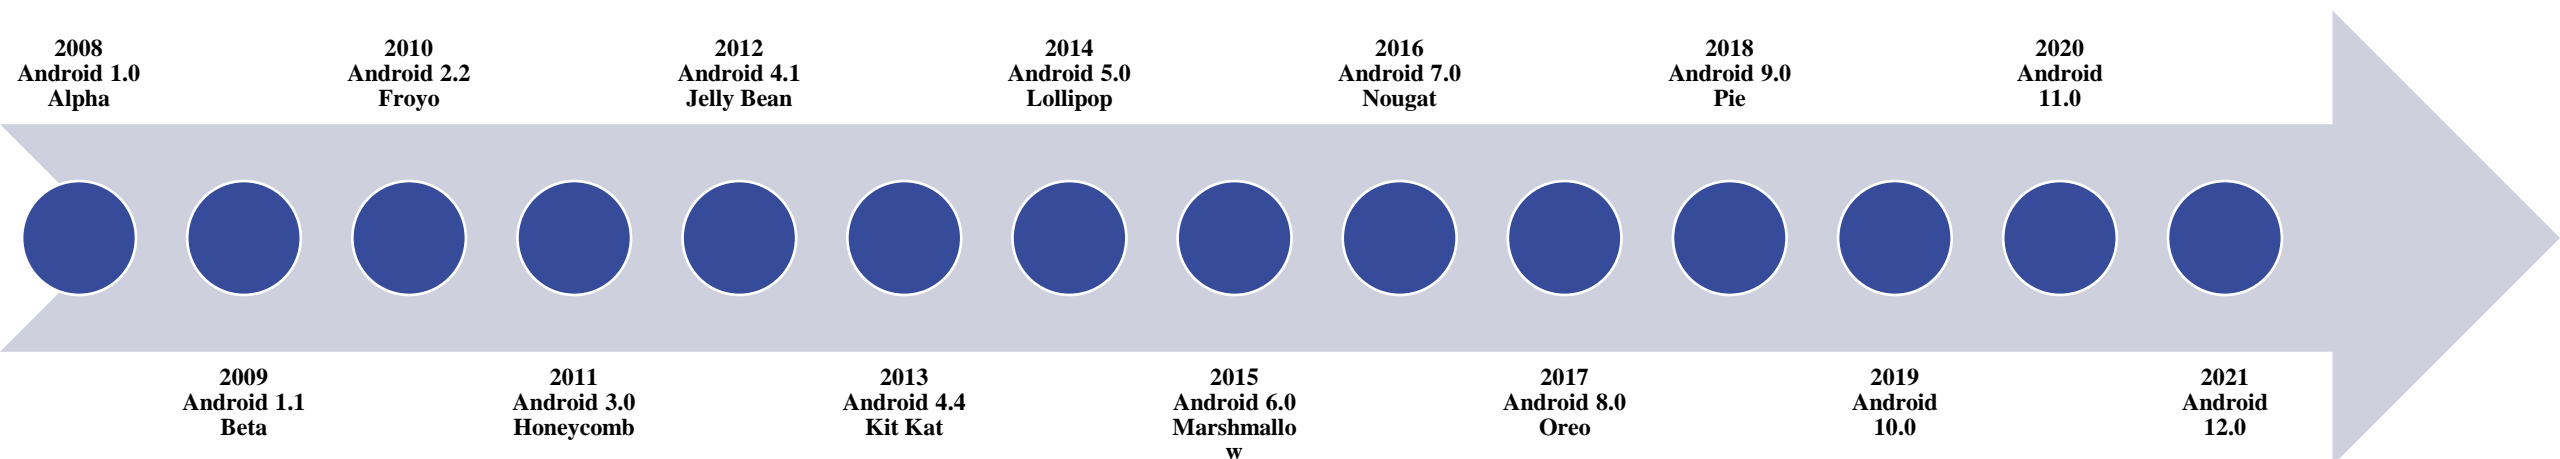 2008
Android 1.0
Alpha
2009
Android 1.1
Beta
2010
Android 2.2
Froyo
2011
Android 3.0
Honeycomb
2012
Android 4.1
Jelly Bean
2013
Android 4.4
Kit Kat
2014
Android 5.0
Lollipop
2015
Android 6.0
Marshmallo
w
2016
Android 7.0
Nougat
2017
Android 8.0
Oreo
2018
Android 9.0
Pie
2019
Android
10.0
2020
Android
11.0
2021
Android
12.0